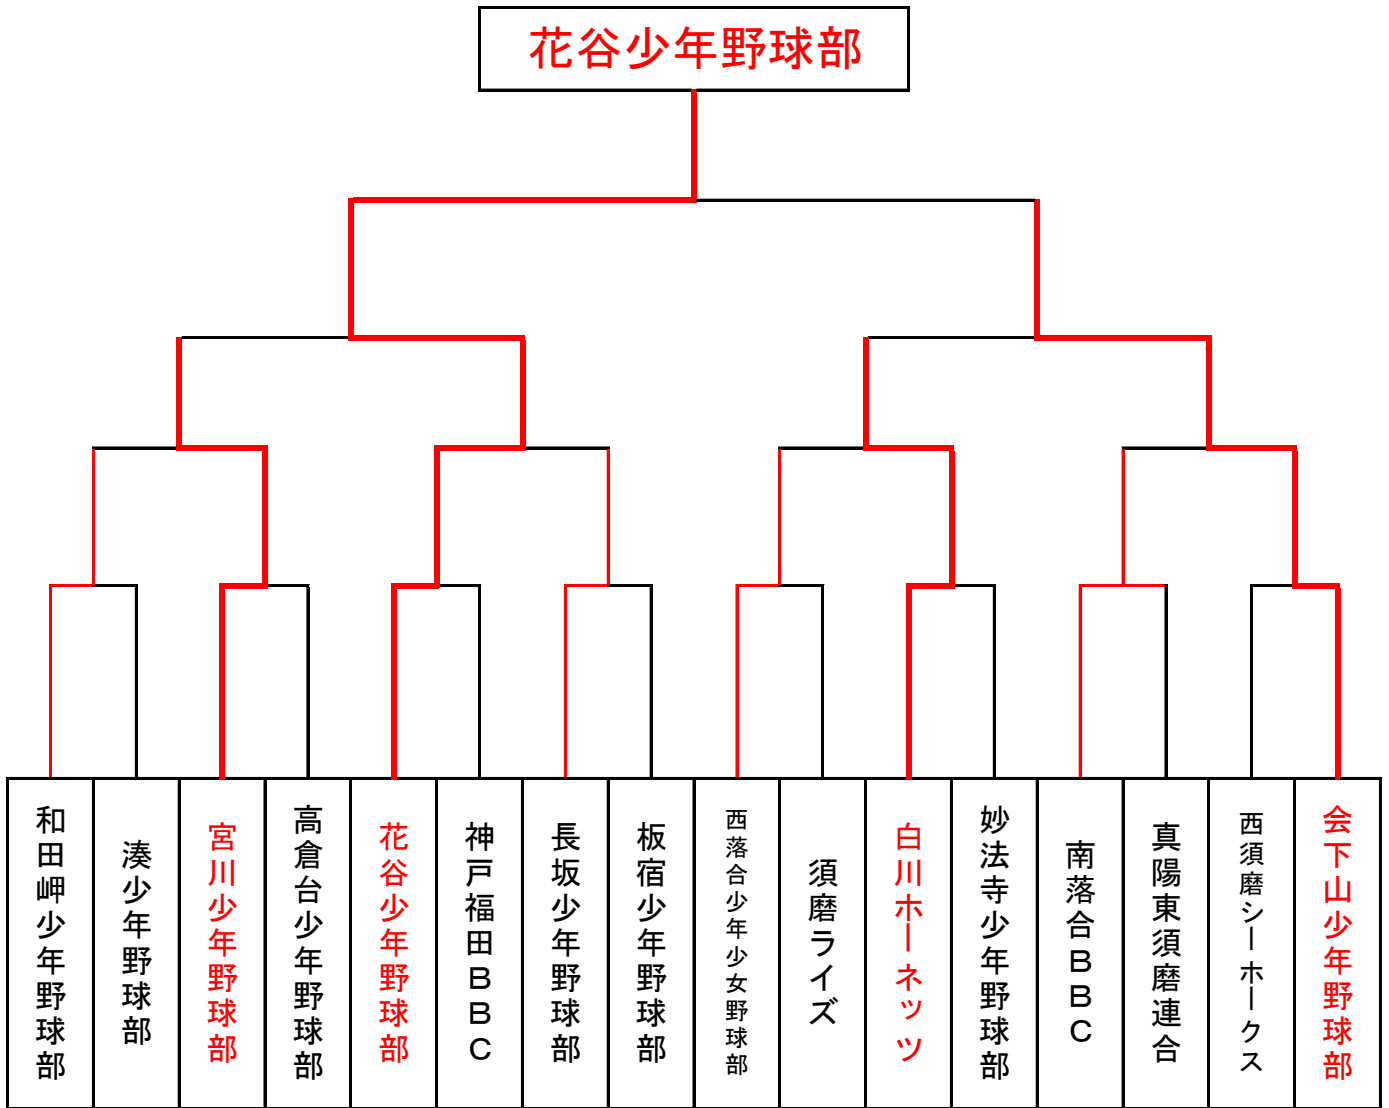 花谷少年野球部
和田岬少年野球部
湊少年野球部
宮川少年野球部
高倉台少年野球部
花谷少年野球部
神戸福田ＢＢＣ
長坂少年野球部
板宿少年野球部
西落合少年少女野球部
須磨ライズ
白川ホーネッツ
妙法寺少年野球部
南落合ＢＢＣ
真陽東須磨連合
西須磨シーホークス
会下山少年野球部